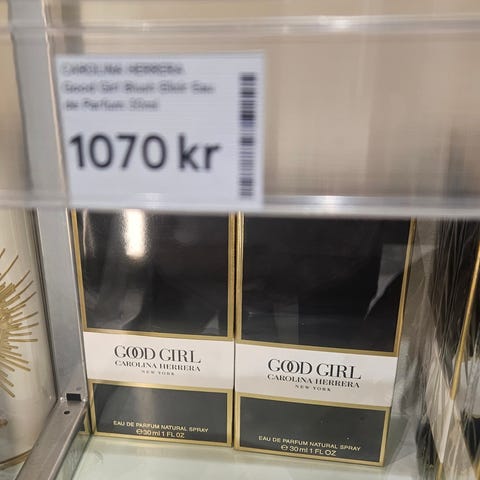 CAROLINA HERRERA
Good Girl Blush Elixir Eau
de Parfum 30ml
1070 kr
GOOD GIRL
CAROLINA HERRERA
NEW YORK
EAU DE PARFUM NATURAL SPRAY
℮30 ml 1 FL OZ
GOOD GIRL
CAROLINA HERRERA
NEW YORK
EAU DE PARFUM NATURAL SPRAY
℮ 30 ml 1 FL OZ